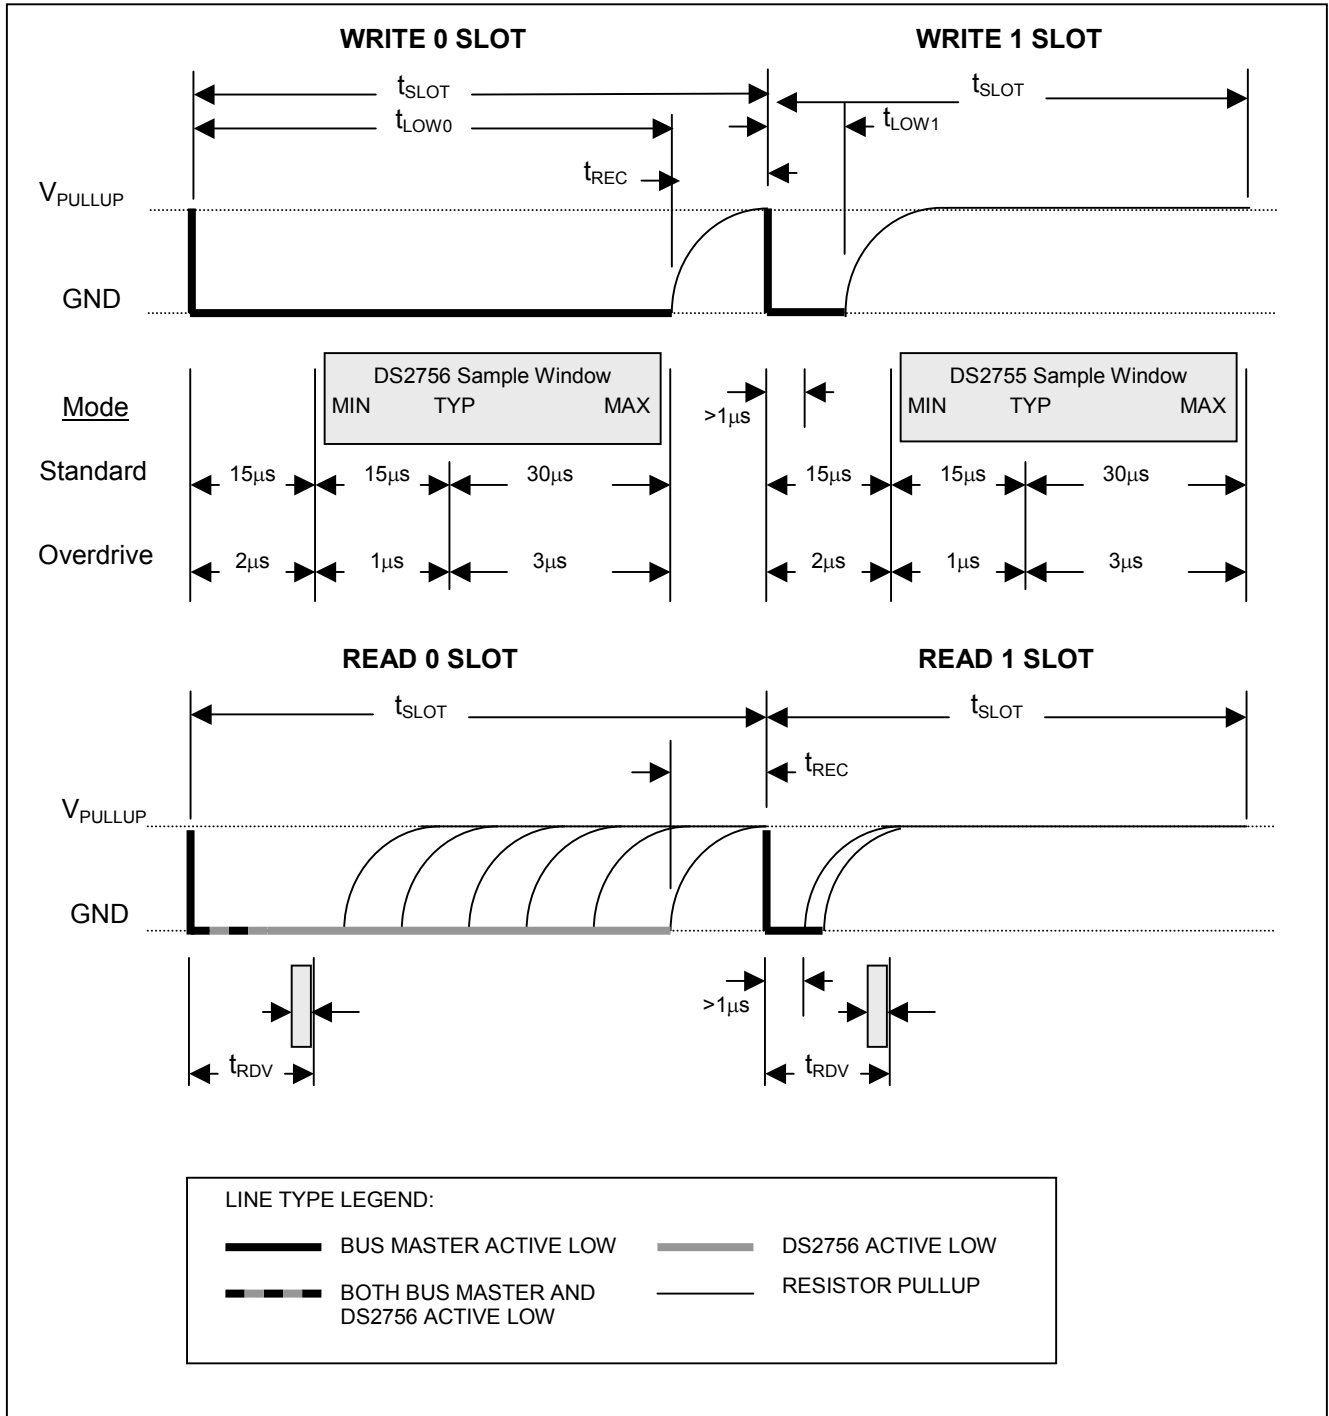 WRITE 0 SLOT WRITE 1 SLOT
tSLOT tSLOT
tLOW0 tLOW1
tREC
VPULLUP
GND
DS2756 Sample Window DS2755 Sample Window
Mode MIN TYP MAX >1μs MIN TYP MAX
Standard 15μs 15μs 30μs 15μs 15μs 30μs
Overdrive 2μs 1μs 3μs 2μs 1μs 3μs
READ 0 SLOT READ 1 SLOT
tSLOT tSLOT
tREC
VPULLUP
GND
>1μs
tRDV tRDV
LINE TYPE LEGEND:
BUS MASTER ACTIVE LOW DS2756 ACTIVE LOW
BOTH BUS MASTER AND RESISTOR PULLUP
DS2756 ACTIVE LOW